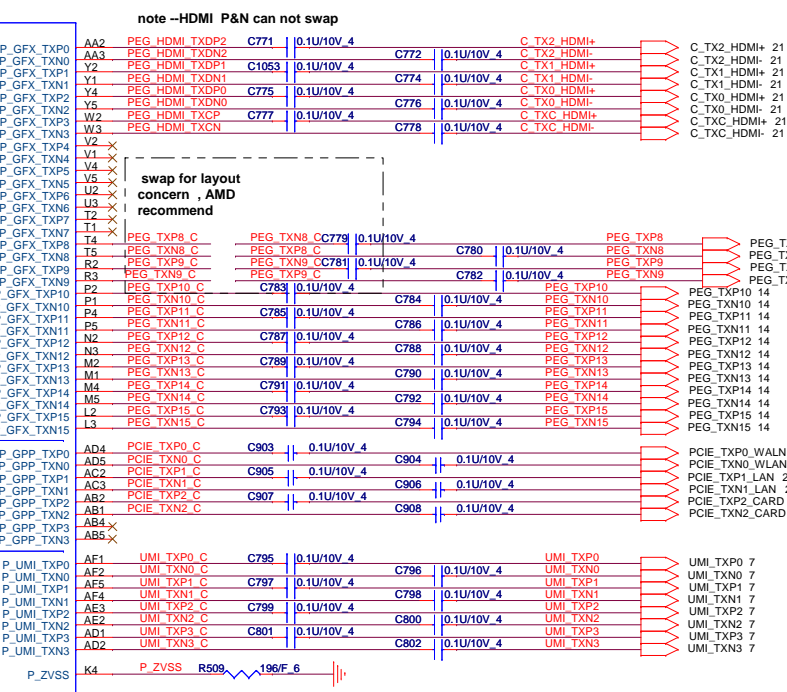 note --HDMI P&N can not swap
P_GFX_TXP0 AA2 PEG_HDMI_TXDP2 C771 0.1U/10V_4 C_TX2_HDMI+ C_TX2_HDMI+ 21
P_GFX_TXN0 AA3 PEG_HDMI_TXDN2 C772 0.1U/10V_4 C_TX2_HDMI- C_TX2_HDMI- 21
P_GFX_TXP1 Y2 PEG_HDMI_TXDP1 C1053 0.1U/10V_4 C_TX1_HDMI+ C_TX1_HDMI+ 21
P_GFX_TXN1 Y1 PEG_HDMI_TXDN1 C774 0.1U/10V_4 C_TX1_HDMI- C_TX1_HDMI- 21
P_GFX_TXP2 Y4 PEG_HDMI_TXDP0 C775 0.1U/10V_4 C_TX0_HDMI+ C_TX0_HDMI+ 21
P_GFX_TXN2 Y5 PEG_HDMI_TXDN0 C776 0.1U/10V_4 C_TX0_HDMI- C_TX0_HDMI- 21
P_GFX_TXP3 W2 PEG_HDMI_TXCP C777 0.1U/10V_4 C_TXC_HDMI+ C_TXC_HDMI+ 21
P_GFX_TXN3 W3 PEG_HDMI_TXCN C778 0.1U/10V_4 C_TXC_HDMI- C_TXC_HDMI- 21
P_GFX_TXP4 V2
P_GFX_TXN4 V1
P_GFX_TXP5 V4
P_GFX_TXN5 V5
P_GFX_TXP6 U2
P_GFX_TXN6 U3
P_GFX_TXP7 T2
P_GFX_TXN7 T1
swap for layout
concern , AMD
recommend
P_GFX_TXP8 T4 PEG_TXP8_C PEG_TXN8_C C779 0.1U/10V_4 PEG_TXP8
P_GFX_TXN8 T5 PEG_TXN8_C PEG_TXP8_C C780 0.1U/10V_4 PEG_TXN8
P_GFX_TXP9 R2 PEG_TXP9_C PEG_TXN9_C C781 0.1U/10V_4 PEG_TXP9
P_GFX_TXN9 R3 PEG_TXN9_C PEG_TXP9_C C782 0.1U/10V_4 PEG_TXN9
_GFX_TXP10 P2 PEG_TXP10_C C783 0.1U/10V_4 PEG_TXP10 PEG_TXP10 14
_GFX_TXN10 P1 PEG_TXN10_C C784 0.1U/10V_4 PEG_TXN10 PEG_TXN10 14
_GFX_TXP11 P4 PEG_TXP11_C C785 0.1U/10V_4 PEG_TXP11 PEG_TXP11 14
_GFX_TXN11 P5 PEG_TXN11_C C786 0.1U/10V_4 PEG_TXN11 PEG_TXN11 14
_GFX_TXP12 N2 PEG_TXP12_C C787 0.1U/10V_4 PEG_TXP12 PEG_TXP12 14
_GFX_TXN12 N3 PEG_TXN12_C C788 0.1U/10V_4 PEG_TXN12 PEG_TXN12 14
_GFX_TXP13 M2 PEG_TXP13_C C789 0.1U/10V_4 PEG_TXP13 PEG_TXP13 14
_GFX_TXN13 M1 PEG_TXN13_C C790 0.1U/10V_4 PEG_TXN13 PEG_TXN13 14
_GFX_TXP14 M4 PEG_TXP14_C C791 0.1U/10V_4 PEG_TXP14 PEG_TXP14 14
_GFX_TXN14 M5 PEG_TXN14_C C792 0.1U/10V_4 PEG_TXN14 PEG_TXN14 14
_GFX_TXP15 L2 PEG_TXP15_C C793 0.1U/10V_4 PEG_TXP15 PEG_TXP15 14
_GFX_TXN15 L3 PEG_TXN15_C C794 0.1U/10V_4 PEG_TXN15 PEG_TXN15 14
P_GPP_TXP0 AD4 PCIE_TXP0_C C903 0.1U/10V_4 PCIE_TXP0_WALN
P_GPP_TXN0 AD5 PCIE_TXN0_C C904 0.1U/10V_4 PCIE_TXN0_WLAN
P_GPP_TXP1 AC2 PCIE_TXP1_C C905 0.1U/10V_4 PCIE_TXP1_LAN
P_GPP_TXN1 AC3 PCIE_TXN1_C C906 0.1U/10V_4 PCIE_TXN1_LAN
P_GPP_TXP2 AB2 PCIE_TXP2_C C907 0.1U/10V_4 PCIE_TXP2_CARD
P_GPP_TXN2 AB1 PCIE_TXN2_C C908 0.1U/10V_4 PCIE_TXN2_CARD
P_GPP_TXP3 AB4
P_GPP_TXN3 AB5
P_UMI_TXP0 AF1 UMI_TXP0_C C795 0.1U/10V_4 UMI_TXP0 UMI_TXP0 7
P_UMI_TXN0 AF2 UMI_TXN0_C C796 0.1U/10V_4 UMI_TXN0 UMI_TXN0 7
P_UMI_TXP1 AF5 UMI_TXP1_C C797 0.1U/10V_4 UMI_TXP1 UMI_TXP1 7
P_UMI_TXN1 AF4 UMI_TXN1_C C798 0.1U/10V_4 UMI_TXN1 UMI_TXN1 7
P_UMI_TXP2 AE3 UMI_TXP2_C C799 0.1U/10V_4 UMI_TXP2 UMI_TXP2 7
P_UMI_TXN2 AE2 UMI_TXN2_C C800 0.1U/10V_4 UMI_TXN2 UMI_TXN2 7
P_UMI_TXP3 AD1 UMI_TXP3_C C801 0.1U/10V_4 UMI_TXP3 UMI_TXP3 7
P_UMI_TXN3 AD2 UMI_TXN3_C C802 0.1U/10V_4 UMI_TXN3 UMI_TXN3 7
P_ZVSS K4 P_ZVSS R509 196/F_6